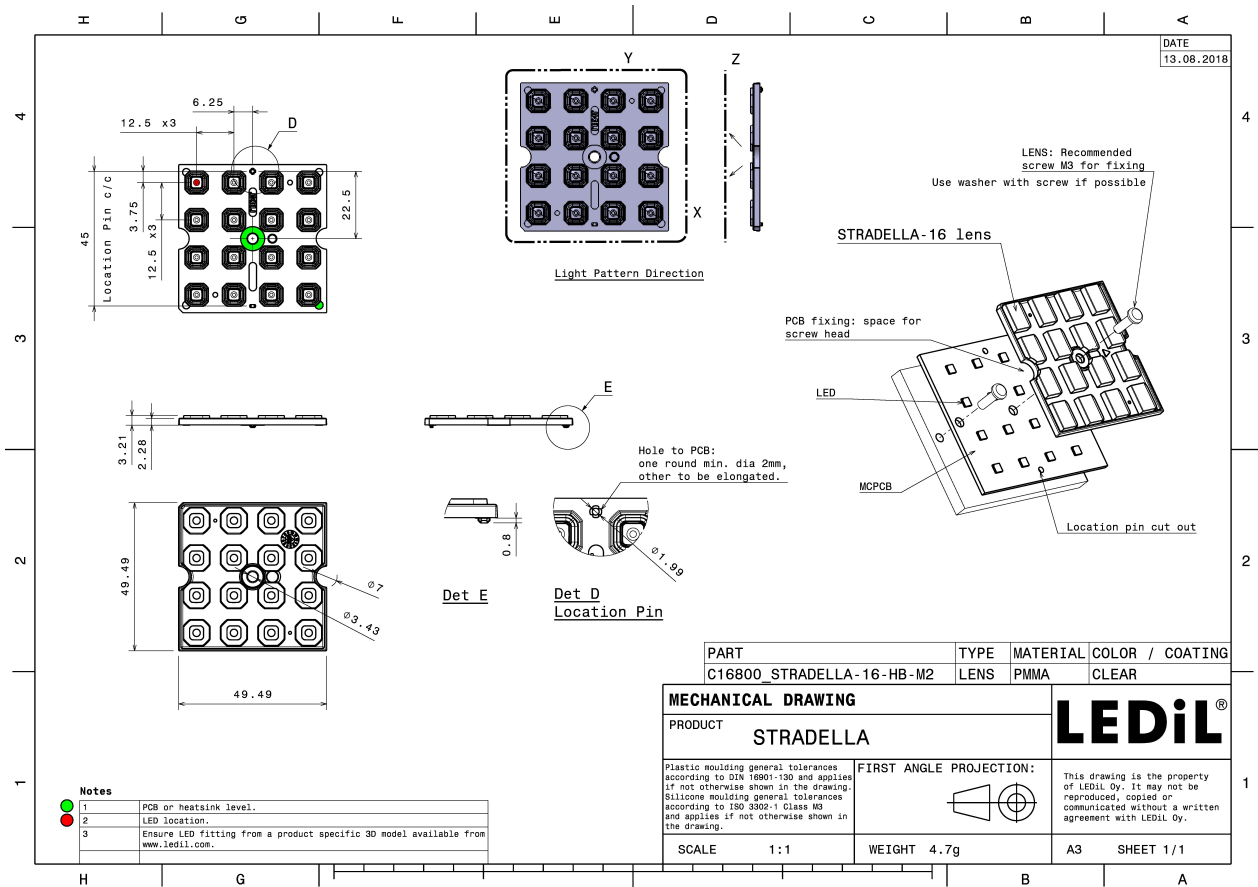 H G F E D C B A
DATE
13.08.2018
4
4
3
3
2
2
1
1
6.25
12.5 x3
D
45
Location Pin c/c
3.75
12.5 x3
22.5
Y
Z
X
Light Pattern Direction
LENS: Recommended
screw M3 for fixing
Use washer with screw if possible
STRADELLA-16 lens
PCB fixing: space for
screw head
LED
MCPCB
Location pin cut out
3.21
2.28
E
Hole to PCB:
one round min. dia 2mm,
other to be elongated.
0.8
∅1.99
Det E
Det D
Location Pin
49.49
∅7
∅3.43
49.49
PART TYPE MATERIAL COLOR / COATING
C16800_STRADELLA-16-HB-M2 LENS PMMA CLEAR
MECHANICAL DRAWING
PRODUCT
STRADELLA
LEDiL®
Plastic moulding general tolerances
according to DIN 16901-130 and applies
if not otherwise shown in the drawing.
Silicone moulding general tolerances
according to ISO 3302-1 Class M3
and applies if not otherwise shown in
the drawing.
FIRST ANGLE PROJECTION:
This drawing is the property
of LEDiL Oy. It may not be
reproduced, copied or
communicated without a written
agreement with LEDiL Oy.
SCALE 1:1 WEIGHT 4.7g A3 SHEET 1/1
Notes
1 PCB or heatsink level.
2 LED location.
3 Ensure LED fitting from a product specific 3D model available from
www.ledil.com.
H G B A